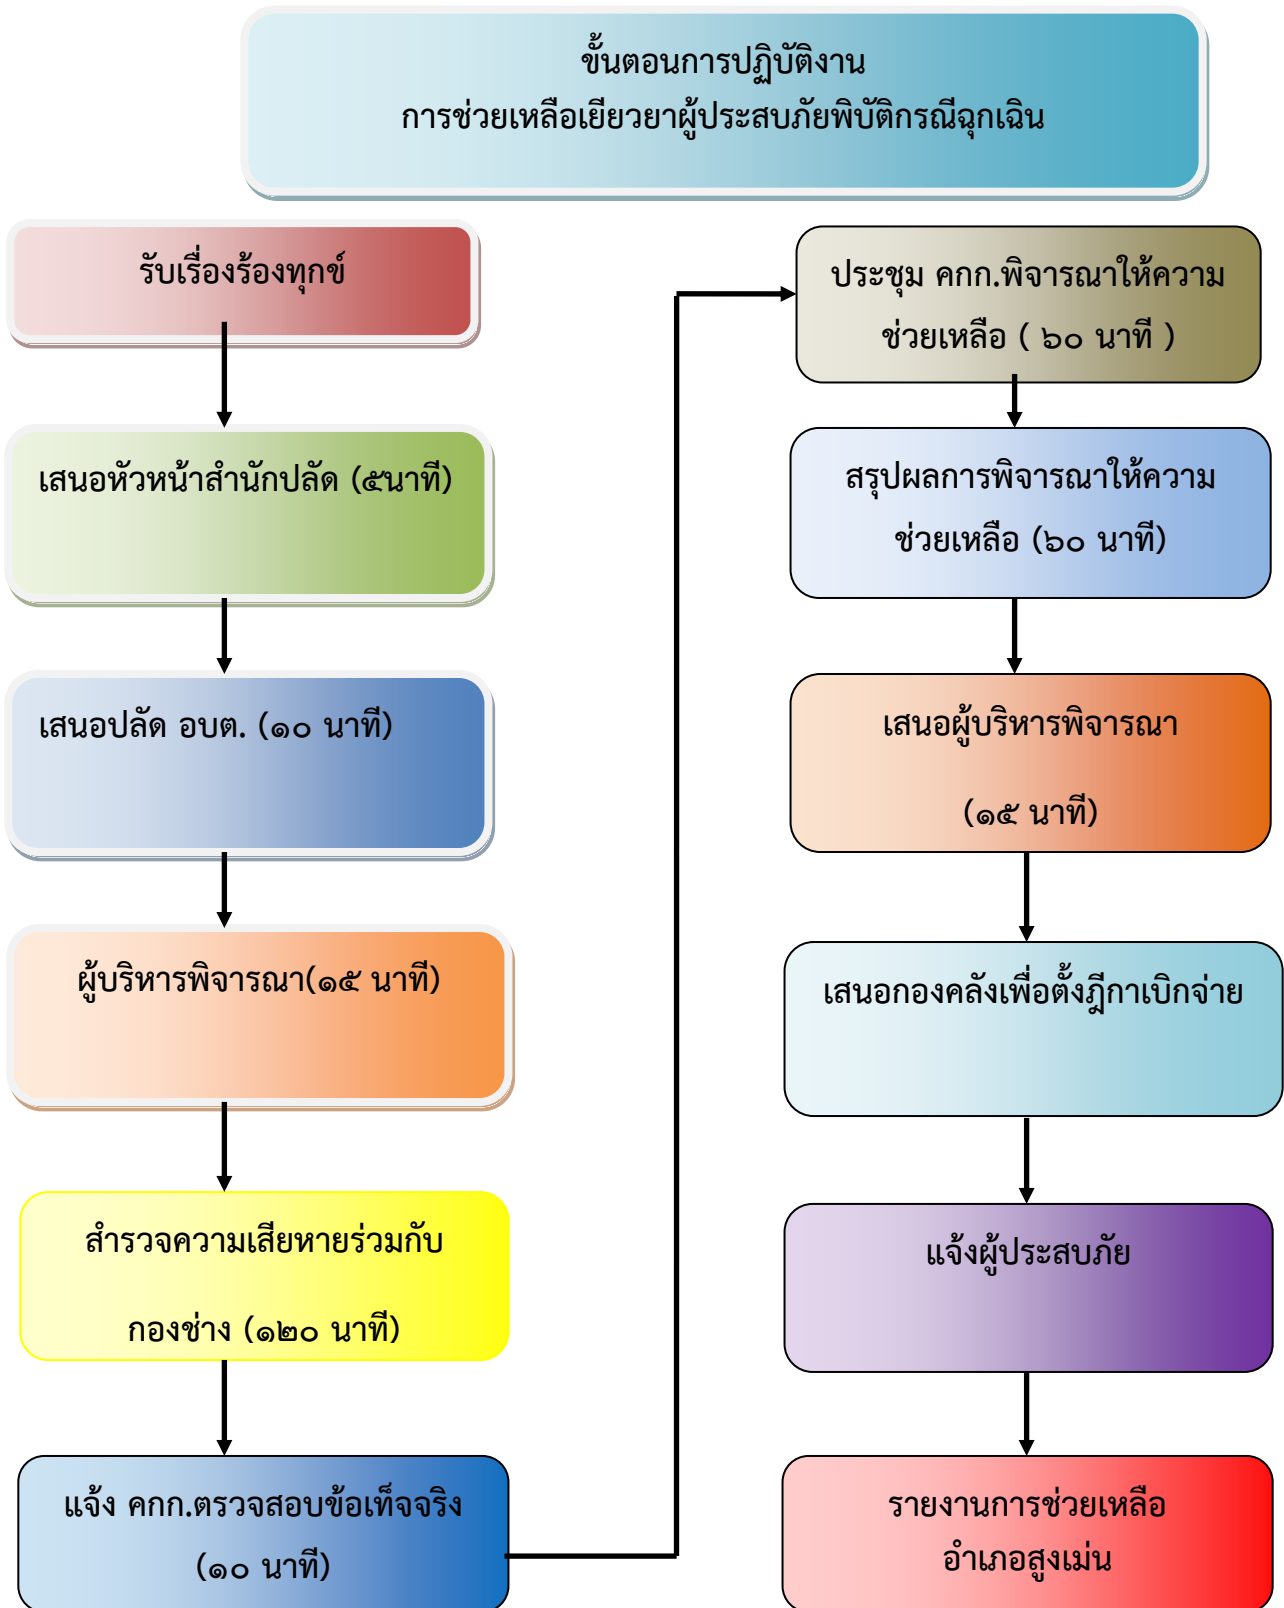 ขั้นตอนการปฏิบัติงาน
การช่วยเหลือเยียวยาผู้ประสบภัยพิบัติกรณีฉุกเฉิน
รับเรื่องร้องทุกข์
เสนอหัวหน้าสำนักปลัด (๕นาที)
เสนอปลัด อบต. (๑๐ นาที)
ผู้บริหารพิจารณา(๑๕ นาที)
สำรวจความเสียหายร่วมกับ
กองช่าง (๑๒๐ นาที)
แจ้ง คกก.ตรวจสอบข้อเท็จจริง
(๑๐ นาที)
ประชุม คกก.พิจารณาให้ความ
ช่วยเหลือ ( ๖๐ นาที )
สรุปผลการพิจารณาให้ความ
ช่วยเหลือ (๖๐ นาที)
เสนอผู้บริหารพิจารณา
(๑๕ นาที)
เสนอกองคลังเพื่อตั้งฎีกาเบิกจ่าย
แจ้งผู้ประสบภัย
รายงานการช่วยเหลือ
อำเภอสูงเม่น